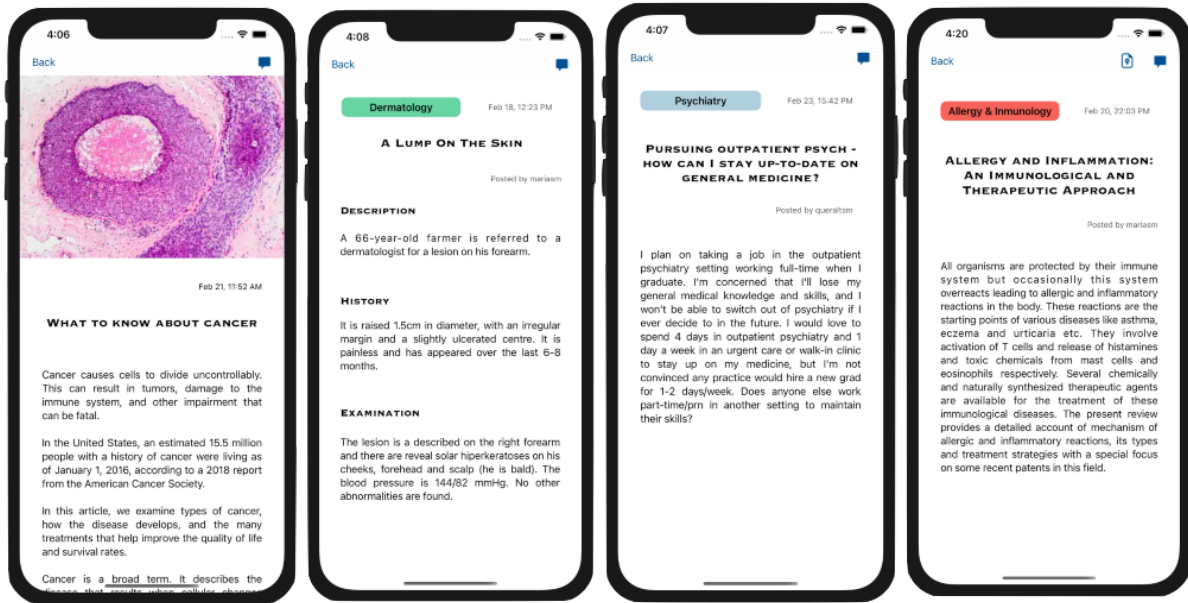 4:06
Back
Feb 21, 11:52 AM
What to know about cancer
Cancer causes cells to divide uncontrollably.
This can result in tumors, damage to the
immune system, and other impairment that
can be fatal.
In the United States, an estimated 15.5 million
people with a history of cancer were living as
of January 1, 2016, according to a 2018 report
from the American Cancer Society.
In this article, we examine types of cancer,
how the disease develops, and the many
treatments that help improve the quality of life
and survival rates.
Cancer is a broad term. It describes the
disease that results when cellular changes
4:08
Back
Dermatology
Feb 18, 12:23 PM
A Lump On The Skin
Posted by mariasm
Description
A 66-year-old farmer is referred to a
dermatologist for a lesion on his forearm.
History
It is raised 1.5cm in diameter, with an irregular
margin and a slightly ulcerated centre. It is
painless and has appeared over the last 6-8
months.
Examination
The lesion is a described on the right forearm
and there are reveal solar hiperkeratoses on his
cheeks, forehead and scalp (he is bald). The
blood pressure is 144/82 mmHg. No other
abnormalities are found.
4:07
Back
Psychiatry
Feb 23, 15:42 PM
Pursuing outpatient psych -
how can I stay up-to-date on
general medicine?
Posted by queraltsm
I plan on taking a job in the outpatient
psychiatry setting working full-time when I
graduate. I'm concerned that I'll lose my
general medical knowledge and skills, and I
won't be able to switch out of psychiatry if I
ever decide to in the future. I would love to
spend 4 days in outpatient psychiatry and 1
day a week in an urgent care or walk-in clinic
to stay up on my medicine, but I'm not
convinced any practice would hire a new grad
for 1-2 days/week. Does anyone else work
part-time/prn in another setting to maintain
their skills?
4:20
Back
Allergy & Inmunology
Feb 20, 22:03 PM
Allergy and Inflammation:
An Immunological and
Therapeutic Approach
Posted by mariasm
All organisms are protected by their immune
system but occasionally this system
overreacts leading to allergic and inflammatory
reactions in the body. These reactions are the
starting points of various diseases like asthma,
eczema and urticaria etc. They involve
activation of T cells and release of histamines
and toxic chemicals from mast cells and
eosinophils respectively. Several chemically
and naturally synthesized therapeutic agents
are available for the treatment of these
immunological diseases. The present review
provides a detailed account of mechanism of
allergic and inflammatory reactions, its types
and treatment strategies with a special focus
on some recent patents in this field.